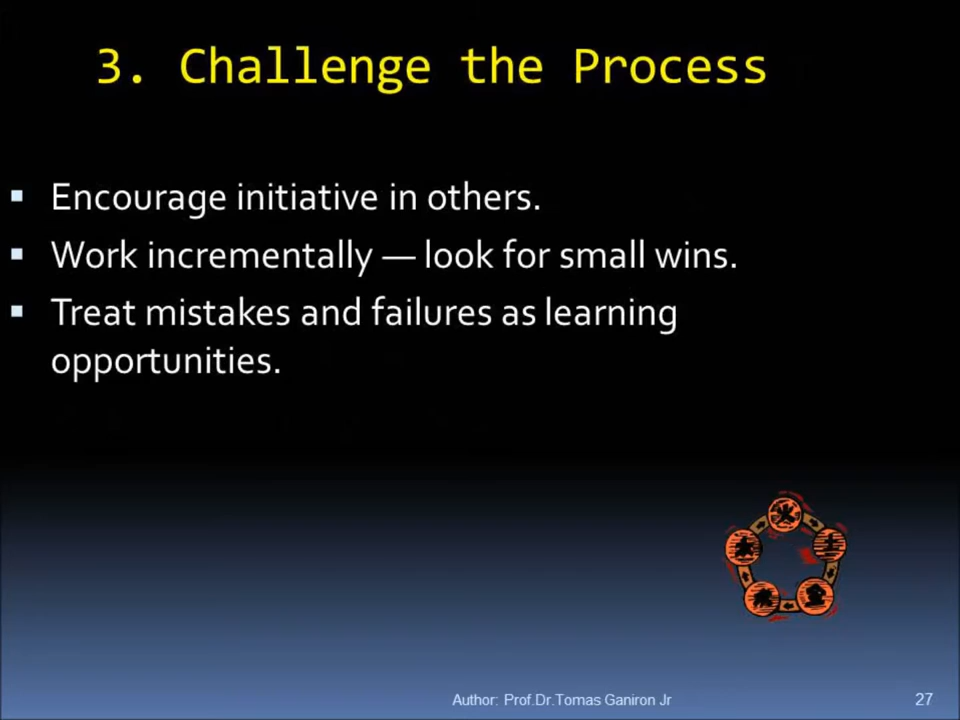 3. Challenge the Process
▪ Encourage initiative in others.
▪ Work incrementally — look for small wins.
▪ Treat mistakes and failures as learning
opportunities.
Author: Prof.Dr.Tomas Ganiron Jr
27